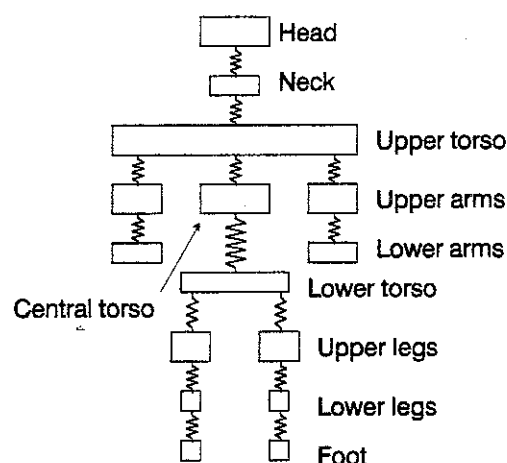 Head
Neck
Upper torso
Upper arms
Lower arms
Central torso
Lower torso
Upper legs
Lower legs
Foot